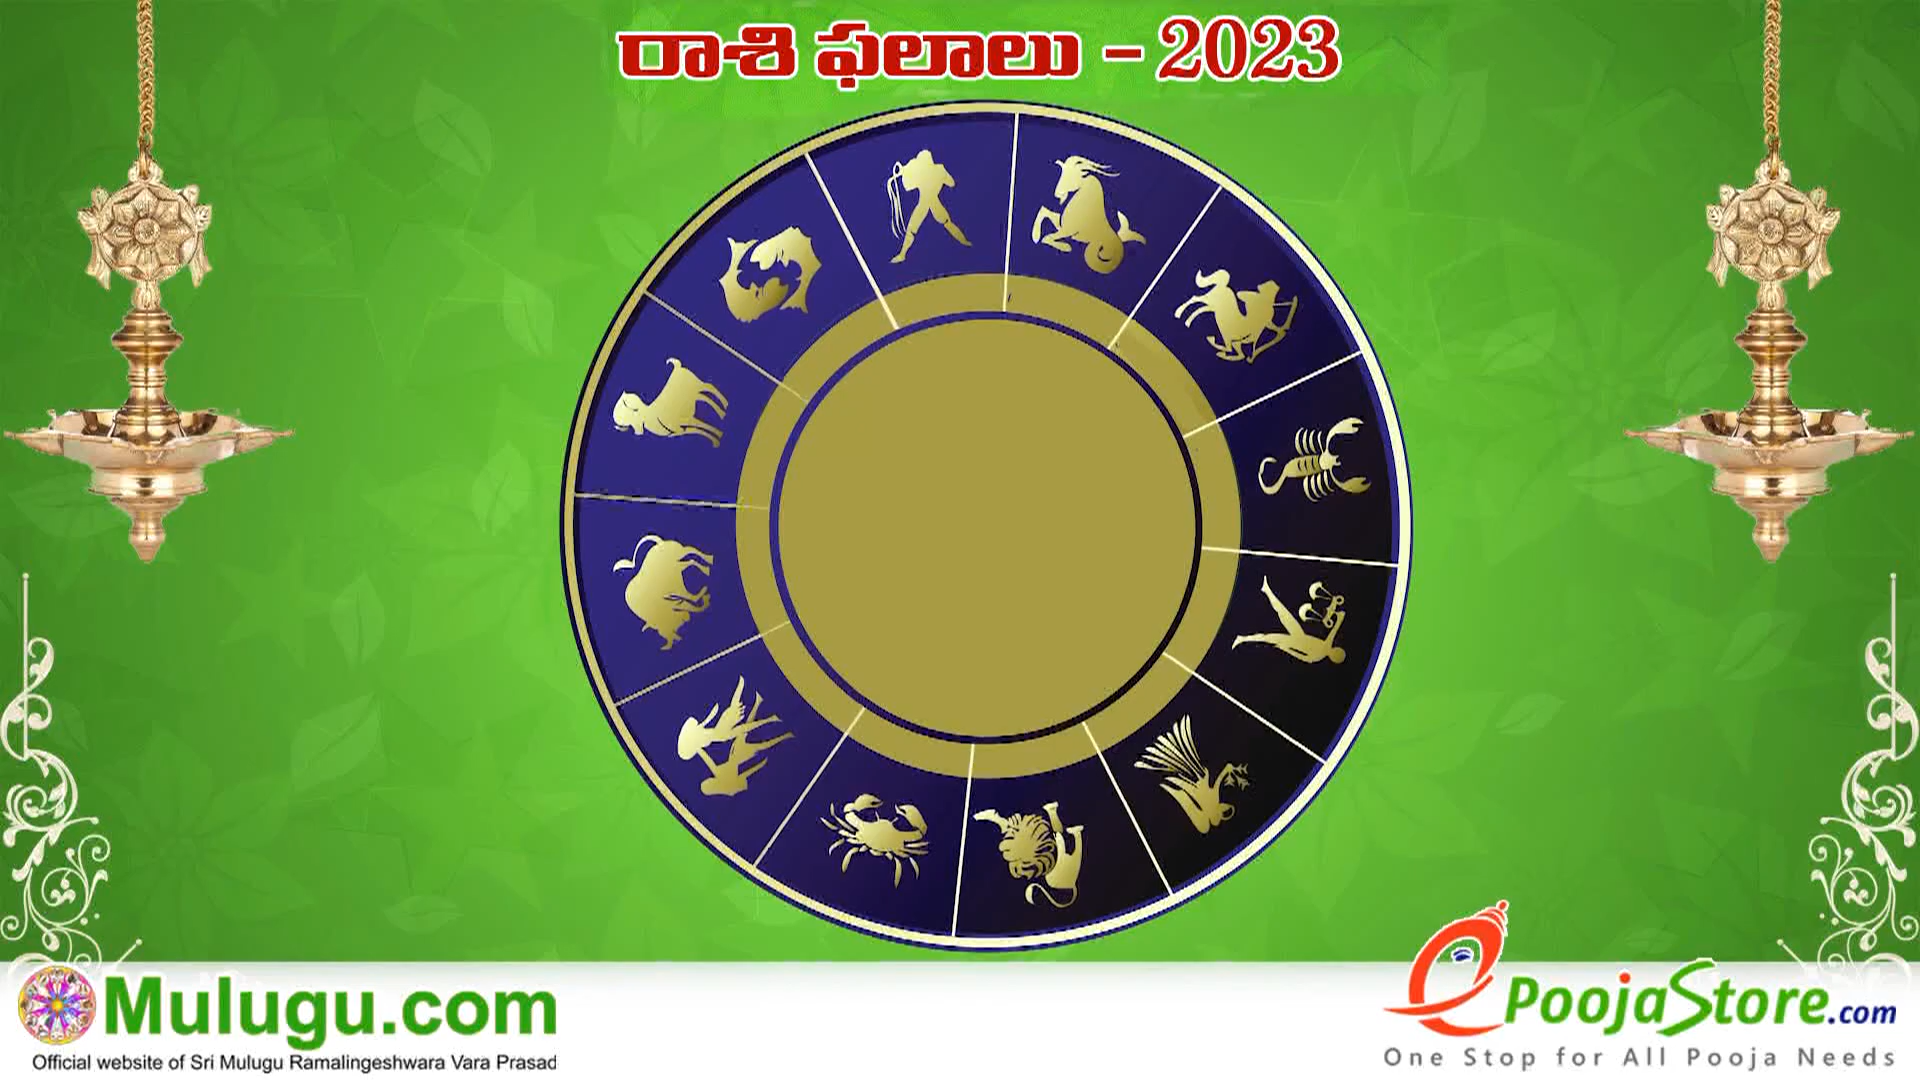 రాశి ఫలాలు - 2023
Mulugu.com
Official website of Sri Mulugu Ramalingeshwara Vara Prasad
ePoojaStore.com
One Stop for All Pooja Needs